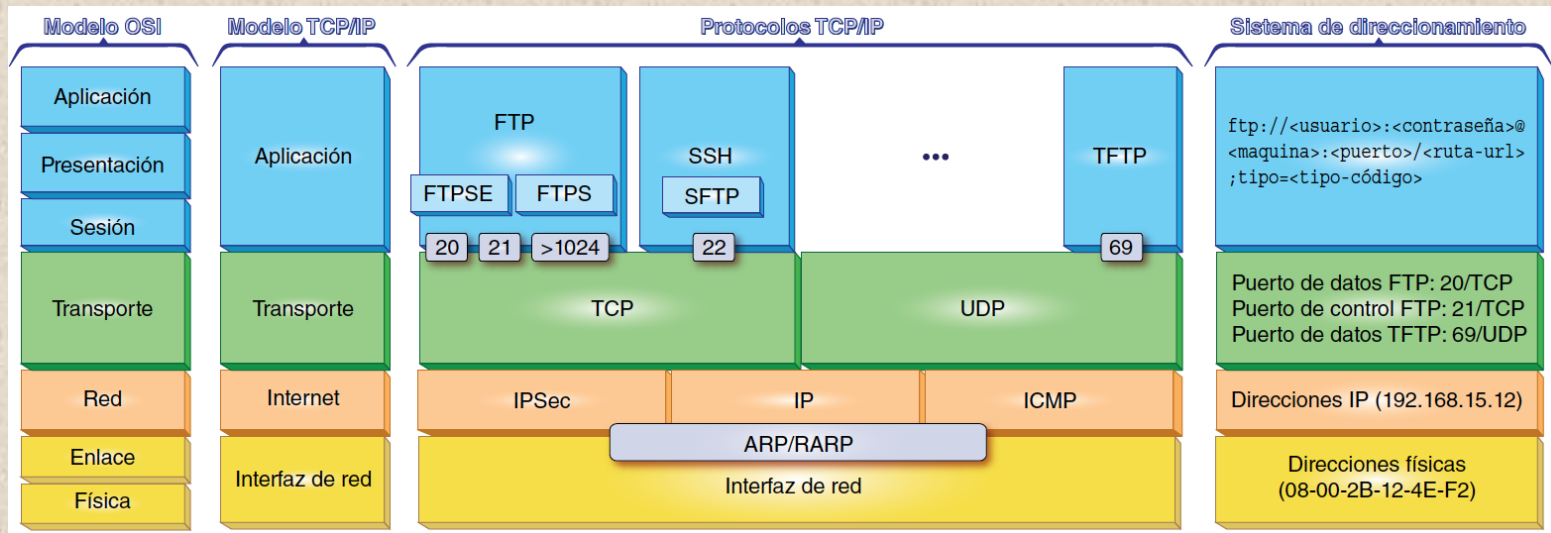 Modelo OSI
Modelo TCP/IP
Protocolos TCP/IP
Sistema de direccionamiento
Aplicación
Presentación
Sesión
Transporte
Red
Enlace
Física
Aplicación
Transporte
Internet
Interfaz de red
FTP
FTPSE
FTPS
20
21
>1024
SSH
SFTP
22
...
TFTP
69
TCP
UDP
IPSec
IP
ICMP
ARP/RARP
Interfaz de red
ftp://<usuario>:<contraseña>@
<maquina>:<puerto>/<ruta-url>
;tipo=<tipo-código>
Puerto de datos FTP: 20/TCP
Puerto de control FTP: 21/TCP
Puerto de datos TFTP: 69/UDP
Direcciones IP (192.168.15.12)
Direcciones físicas
(08-00-2B-12-4E-F2)